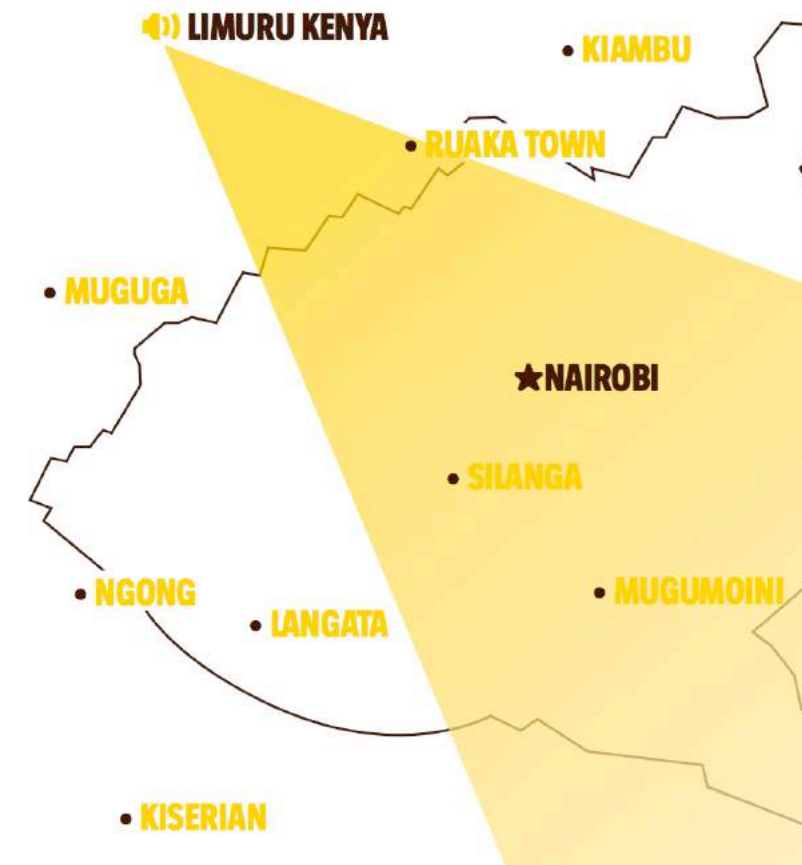 LIMURU KENYA
KIAMBU
RUAKA TOWN
MUGUGA
NAIROBI
SILANGA
NGONG
MUGUMOINI
LANGATA
KISERIAN